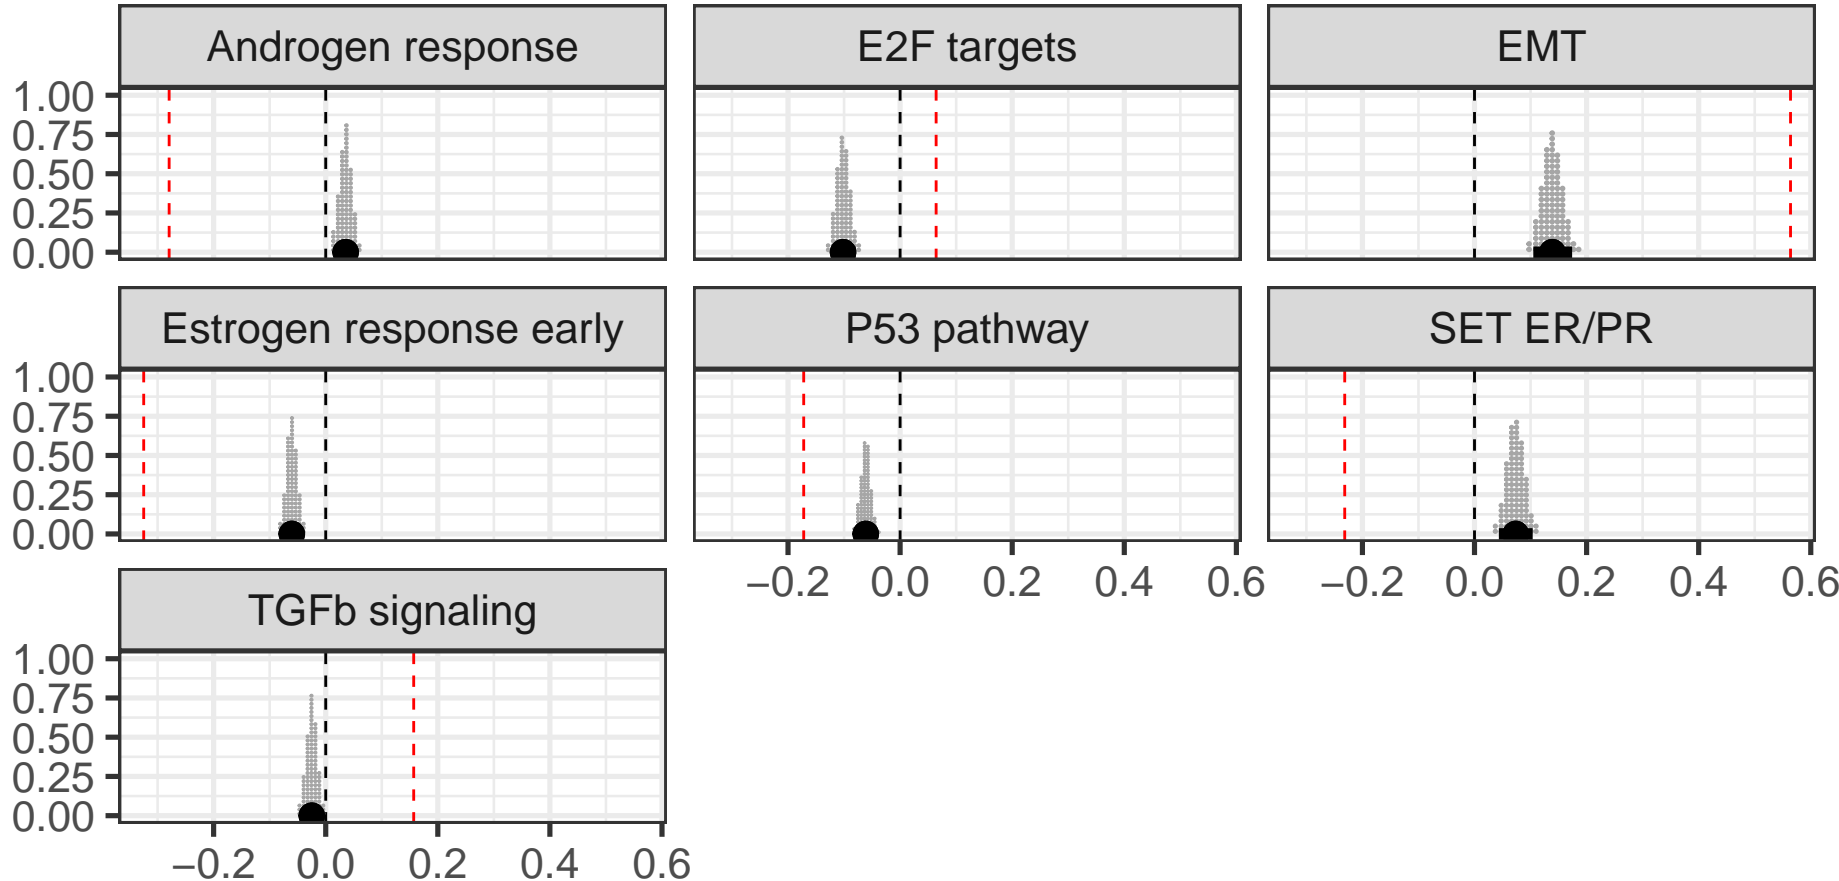 Androgen response
E2F targets
EMT
1.00
0.75
0.50
0.25
0.00
Estrogen response early
P53 pathway
SET ER/PR
1.00
0.75
0.50
0.25
0.00
−0.2 0.0 0.2 0.4 0.6
−0.2 0.0 0.2 0.4 0.6
TGFb signaling
1.00
0.75
0.50
0.25
0.00
−0.2 0.0 0.2 0.4 0.6